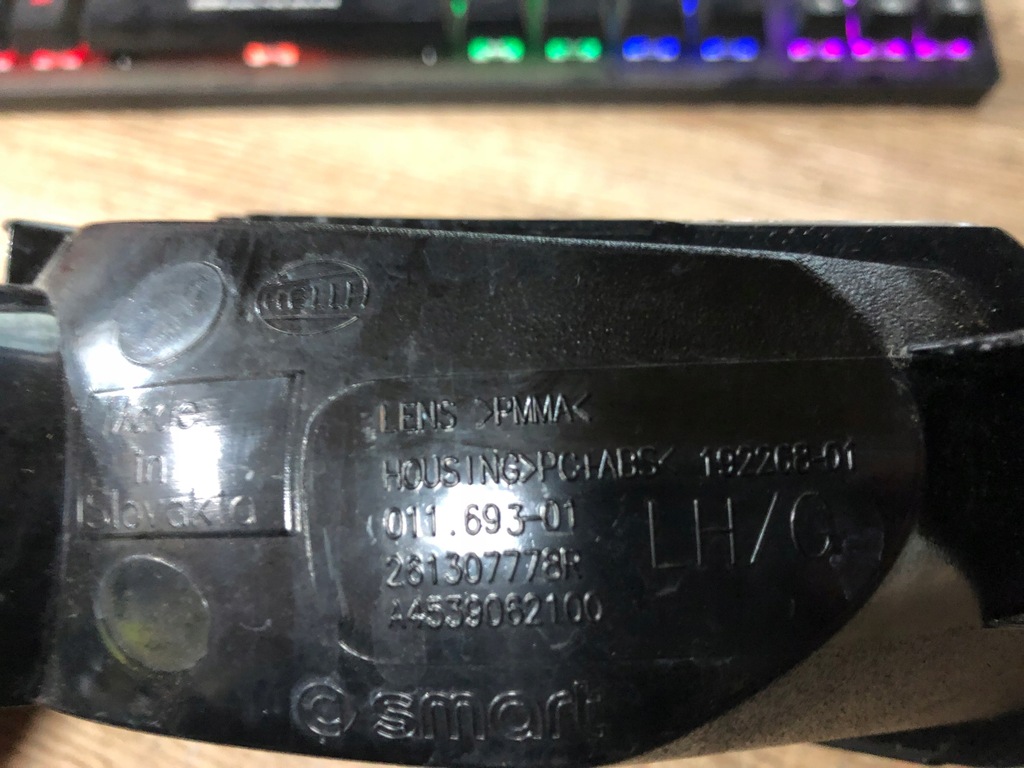 HELLA
Made
in
Slovakia
LENS >PMMA<
HOUSING>PC+ABS< 192268-01
011.693-01
LH/G
261307778R
A4539062100
smart